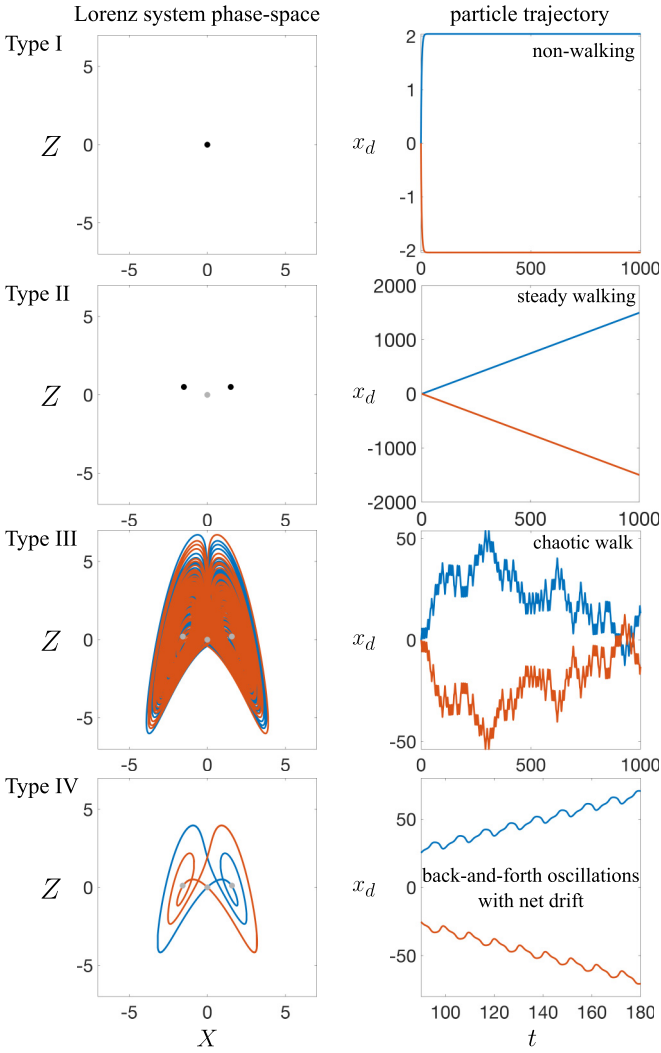 Lorenz system phase-space particle trajectory
Type I
non-walking
5
0
-5
Z
-5 0 5
2
1
0
-1
-2
x_d
0 500 1000
Type II
steady walking
5
0
-5
Z
-5 0 5
2000
1000
0
-1000
-2000
x_d
0 500 1000
Type III
chaotic walk
5
0
-5
Z
-5 0 5
50
0
-50
x_d
0 500 1000
Type IV
5
0
-5
Z
-5 0 5
X
50
0
-50
x_d
back-and-forth oscillations
with net drift
100 120 140 160 180
t